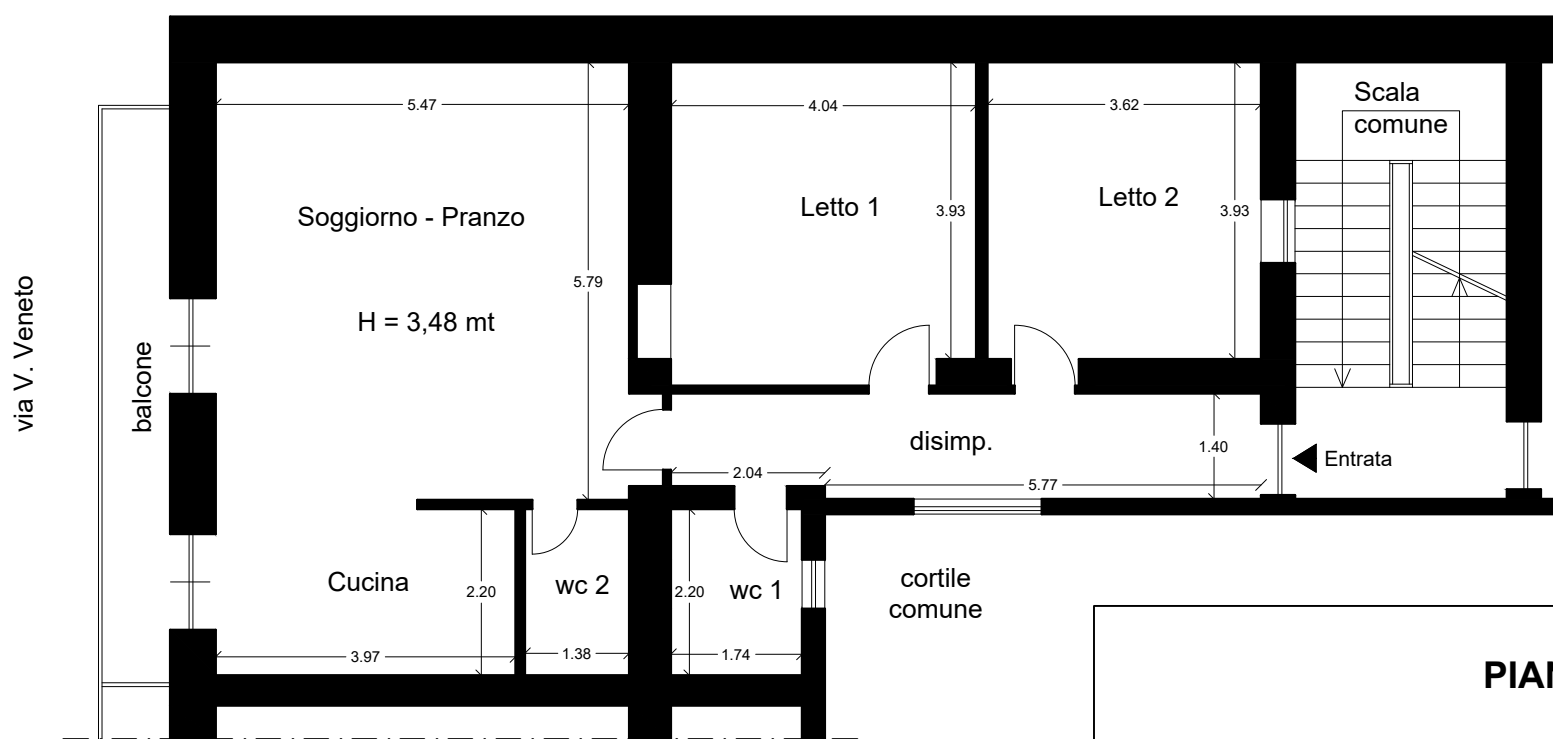 5.47
4.04
3.62
Scala
comune
Soggiorno - Pranzo
Letto 1
Letto 2
3.93
3.93
5.79
H = 3,48 mt
via V. Veneto
balcone
disimp.
1.40
Entrata
2.04
5.77
Cucina
2.20
wc 2
2.20
wc 1
cortile
comune
3.97
1.38
1.74
PIAN